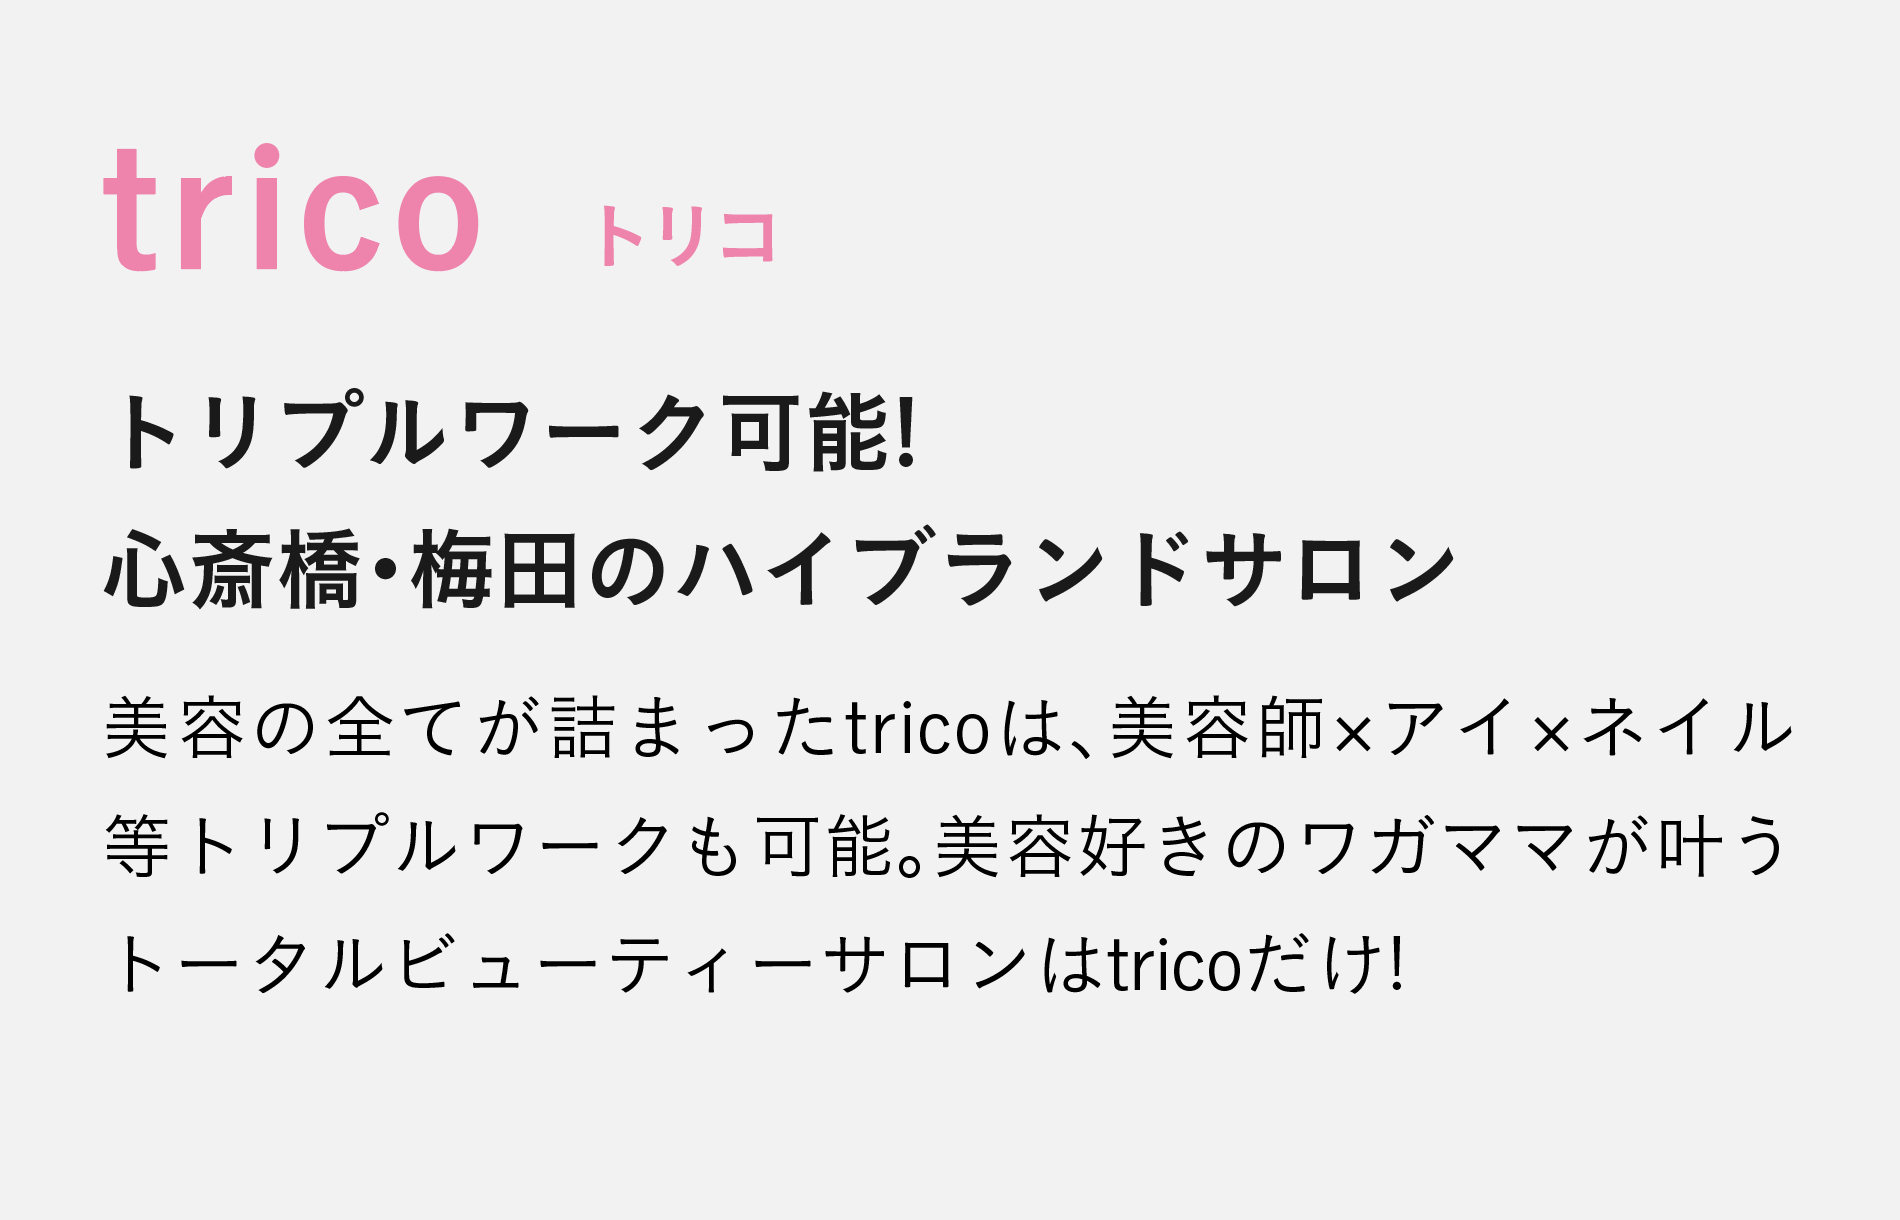 trico トリコ
トリプルワーク可能!
心斎橋･梅田のハイブランドサロン
美容の全てが詰まったtricoは､美容師×アイ×ネイル
等トリプルワークも可能｡美容好きのワガママが叶う
トータルビューティーサロンはtricoだけ!